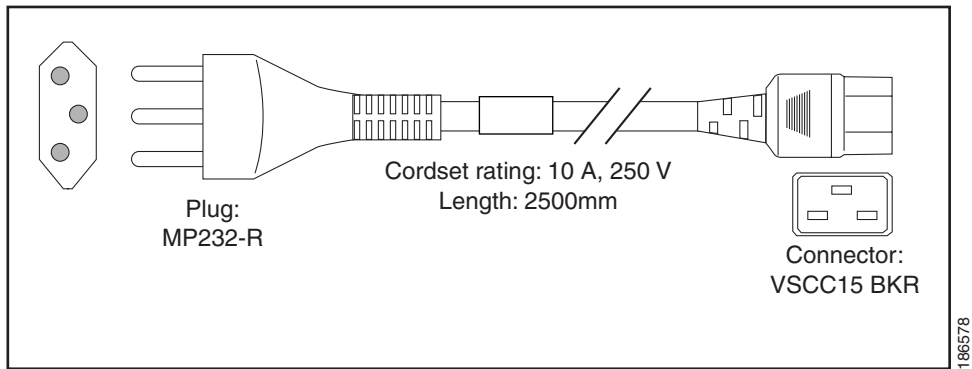 Cordset rating: 10 A, 250 V
Length: 2500mm
Plug:
MP232-R
Connector:
VSCC15 BKR
186578